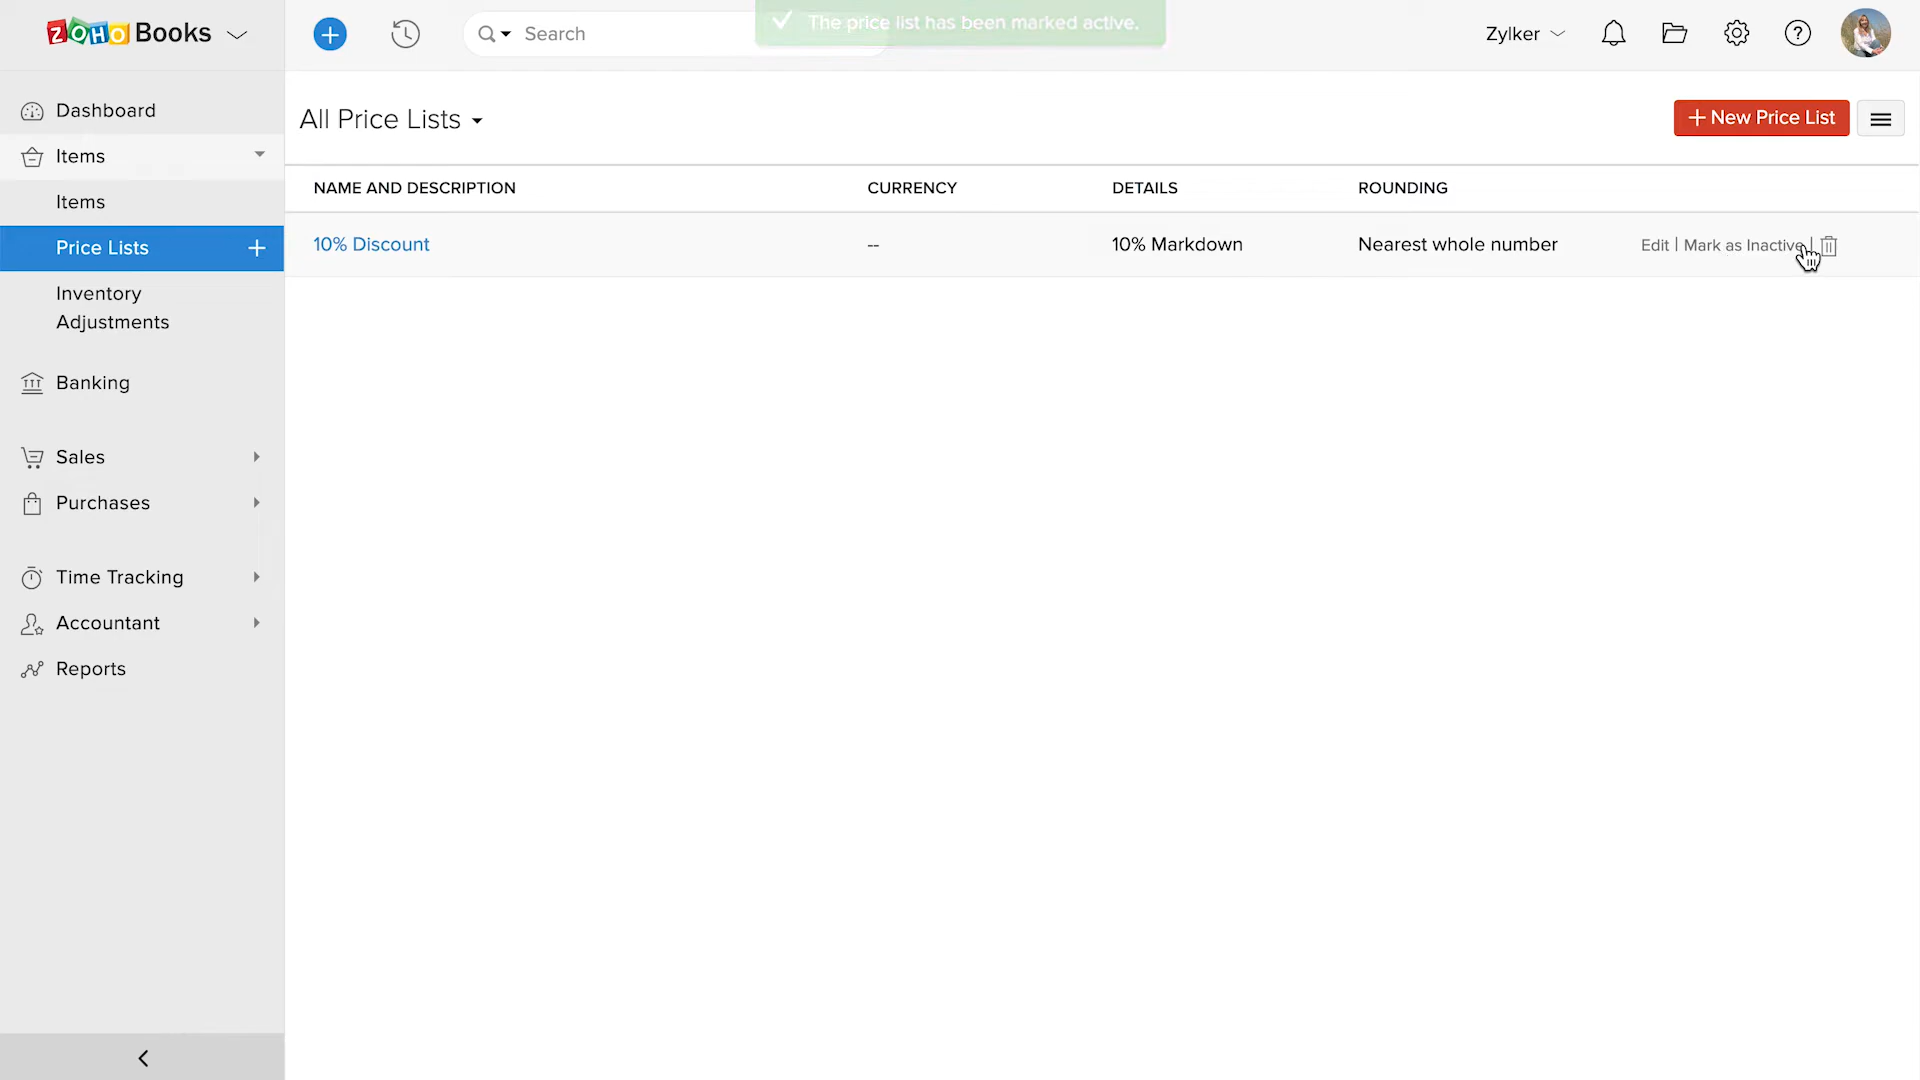 ZOHO Books
Search
The price list has been marked active.
Zylker
Dashboard
Items
Items
Price Lists
Inventory
Adjustments
Banking
Sales
Purchases
Time Tracking
Accountant
Reports
All Price Lists
New Price List
NAME AND DESCRIPTION CURRENCY DETAILS ROUNDING
10% Discount -- 10% Markdown Nearest whole number Edit | Mark as Inactive |